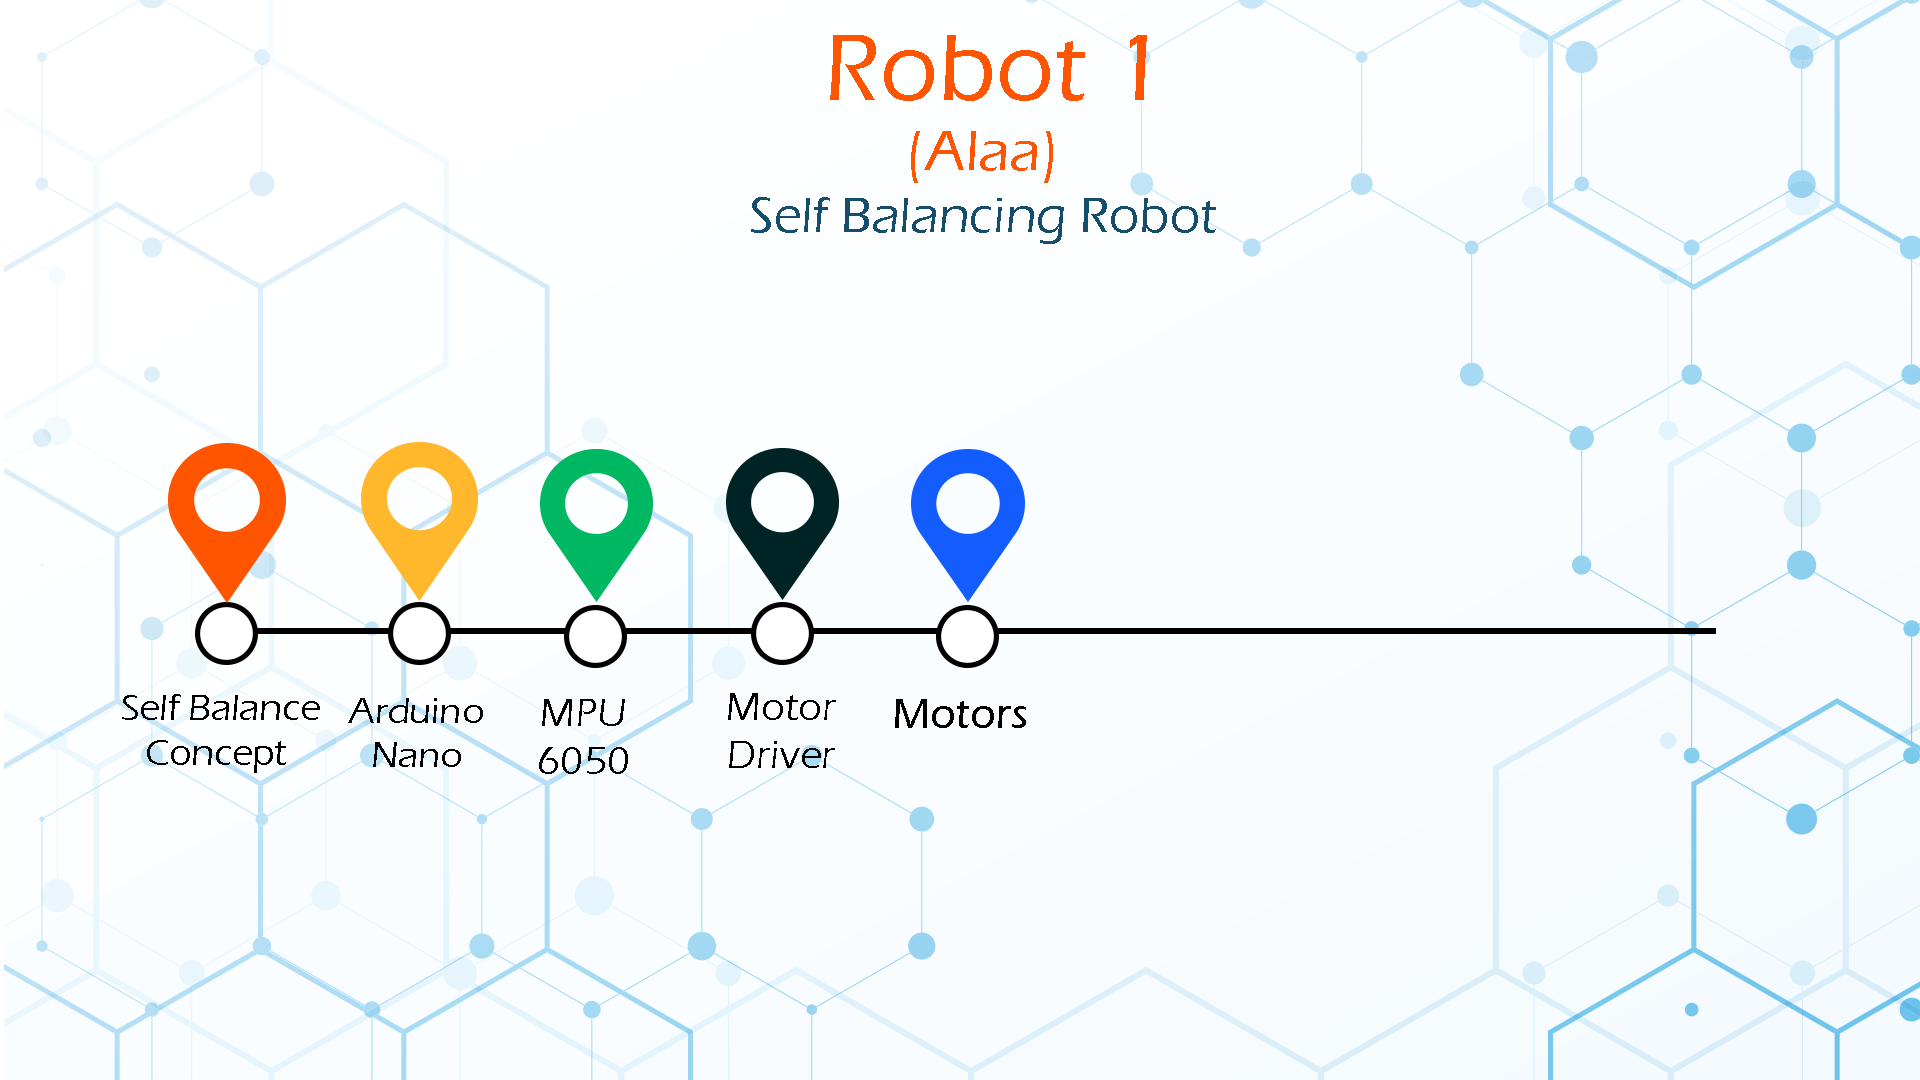 Robot 1
(Alaa)
Self Balancing Robot
Self Balance
Concept
Arduino
Nano
MPU
6050
Motor
Driver
Motors